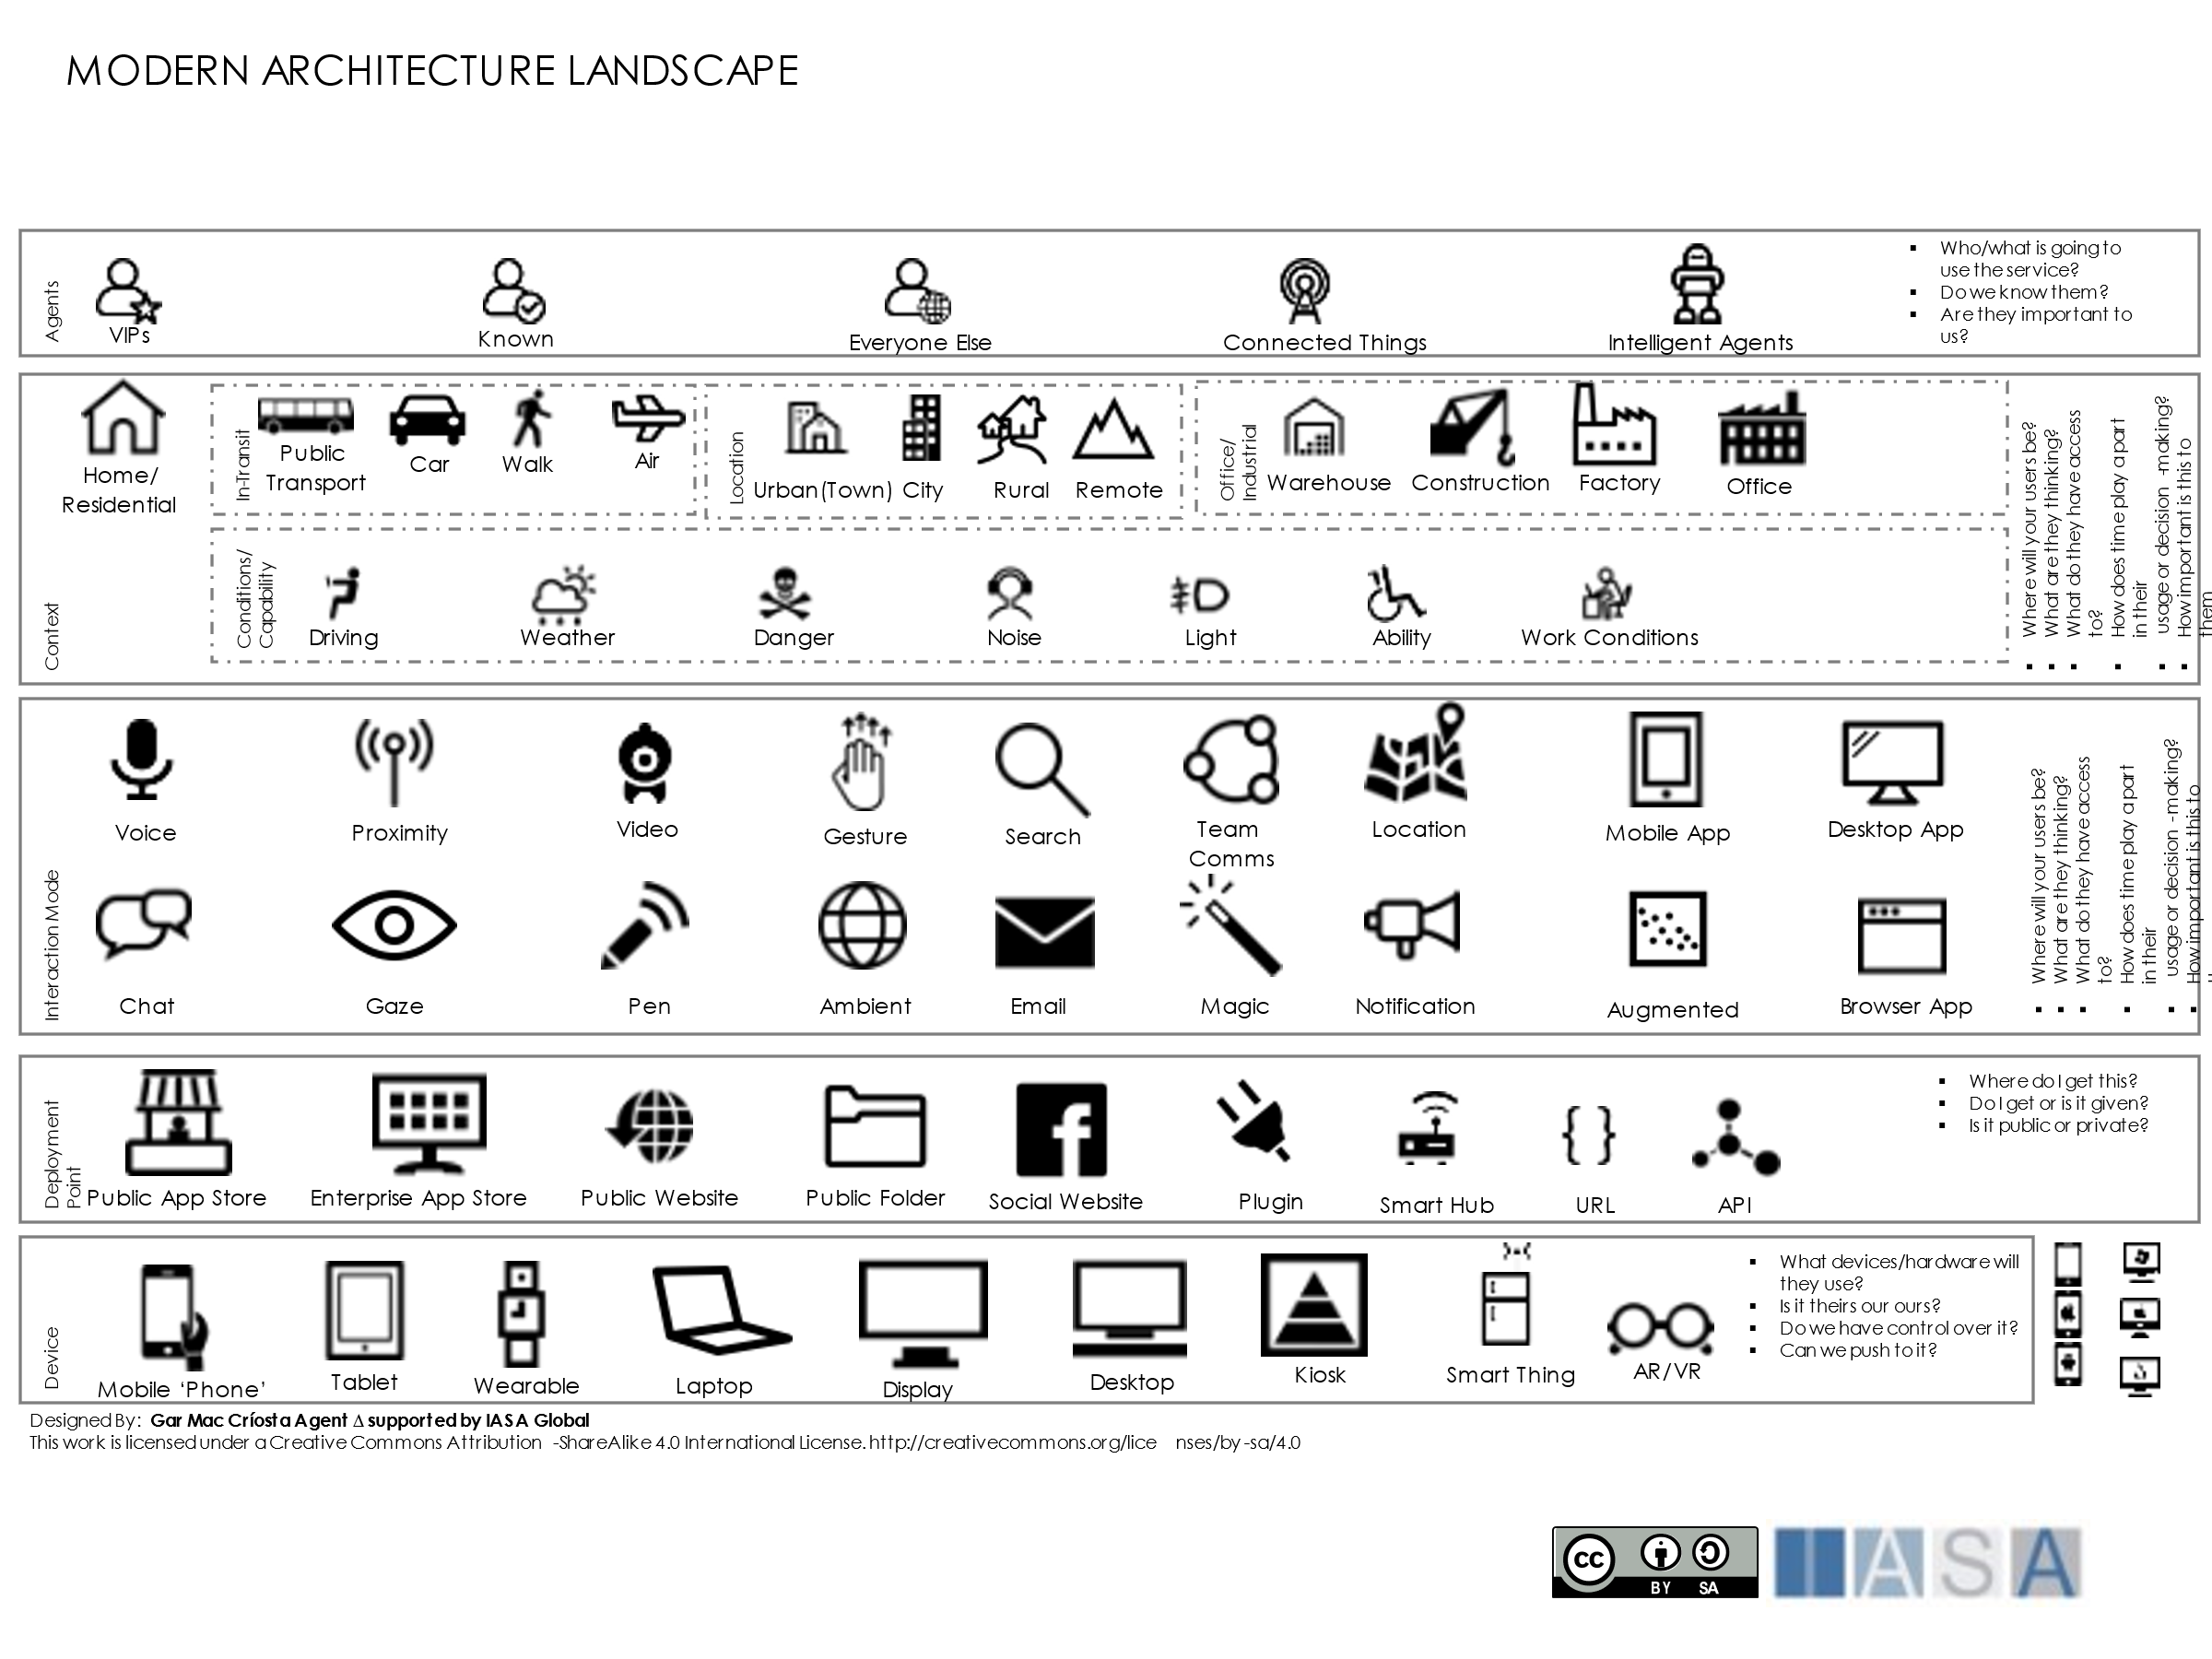 MODERN ARCHITECTURE LANDSCAPE
Agents
VIPs
Known
Everyone Else
Connected Things
Intelligent Agents
▪ Who/what is going to
use the service?
▪ Do we know them?
▪ Are they important to
us?
Context
Home/
Residential
In-Transit
Public
Transport
Car
Walk
Air
Location
Urban(Town)
City
Rural
Remote
Office/
Industrial
Warehouse
Construction
Factory
Office
Conditions/
Capability
Driving
Weather
Danger
Noise
Light
Ability
Work Conditions
▪ Where will your users be?
▪ What are they thinking?
▪ What do they have access
to?
▪ How does time play a part
in their
▪ usage or decision -making?
▪ How important is this to
them
Interaction Mode
Voice
Proximity
Video
Gesture
Search
Team
Comms
Location
Mobile App
Desktop App
Chat
Gaze
Pen
Ambient
Email
Magic
Notification
Augmented
Browser App
▪ Where will your users be?
▪ What are they thinking?
▪ What do they have access
to?
▪ How does time play a part
in their
▪ usage or decision -making?
▪ How important is this to
Deployment
Point
Public App Store
Enterprise App Store
Public Website
Public Folder
Social Website
Plugin
Smart Hub
URL
API
▪ Where do I get this?
▪ Do I get or is it given?
▪ Is it public or private?
Device
Mobile ‘Phone’
Tablet
Wearable
Laptop
Display
Desktop
Kiosk
Smart Thing
AR/VR
▪ What devices/hardware will
they use?
▪ Is it theirs our ours?
▪ Do we have control over it?
▪ Can we push to it?
Designed By: Gar Mac Críosta Agent Δ supported by IASA Global
This work is licensed under a Creative Commons Attribution -ShareAlike 4.0 International License. http://creativecommons.org/lice nses/by-sa/4.0
CC BY SA
IASA